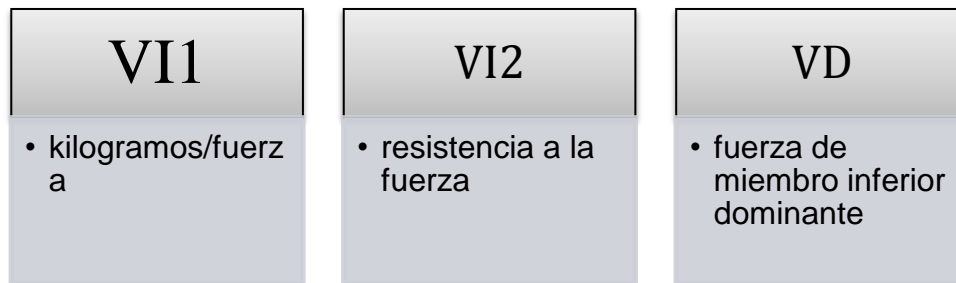 VI1
• kilogramos/fuerz
a
VI2
• resistencia a la
fuerza
VD
• fuerza de
miembro inferior
dominante